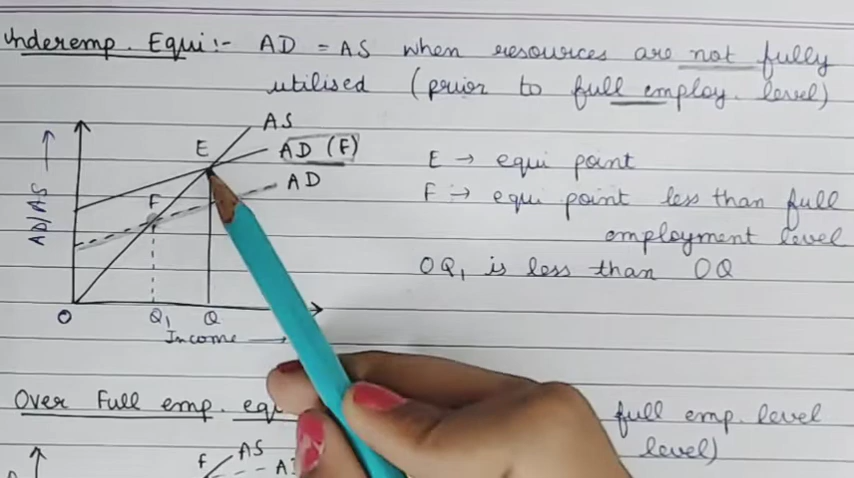 Underemp. Equi:- AD = AS when resources are not fully
utilised (prior to full employ. level)
AS
E
AD (F)
AD
F
AD/AS
E → equi point
F → equi point less than full
employment level
OQ₁ is less than OQ
O Q₁ Q
Income
Over Full emp. full emp. level
level)
f AS